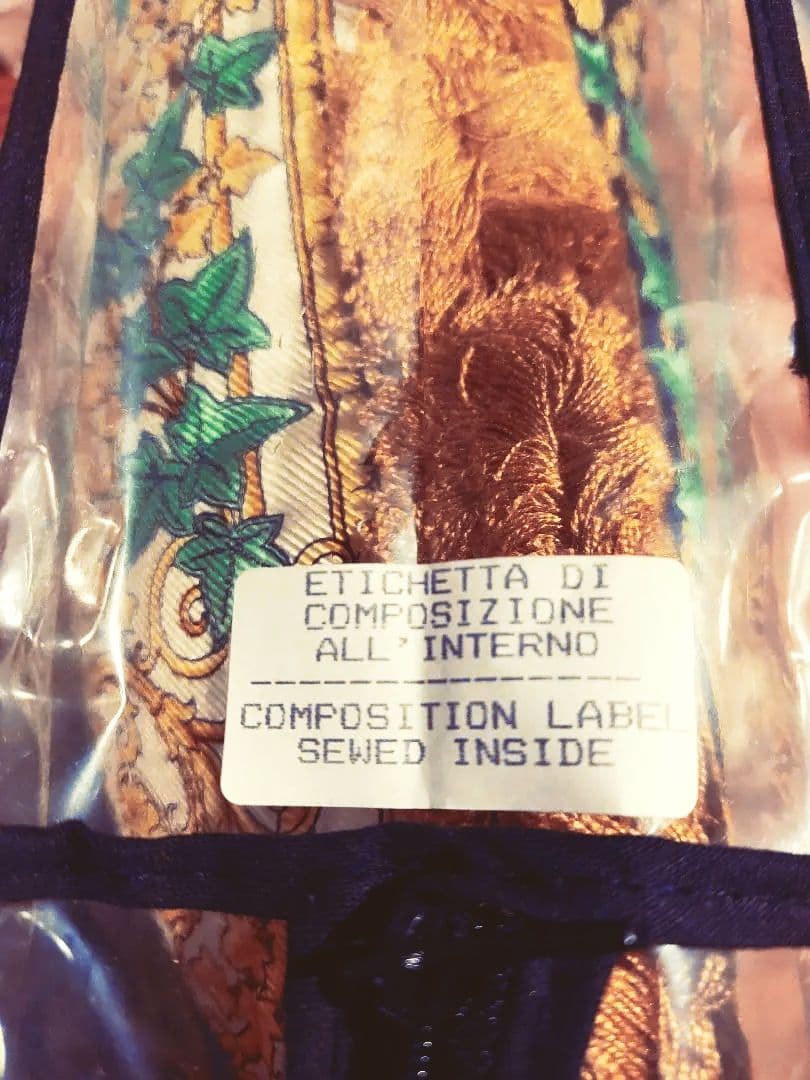 ETICHETTA DI
COMPOSIZIONE
ALL'INTERNO
COMPOSITION LABEL
SEWED INSIDE